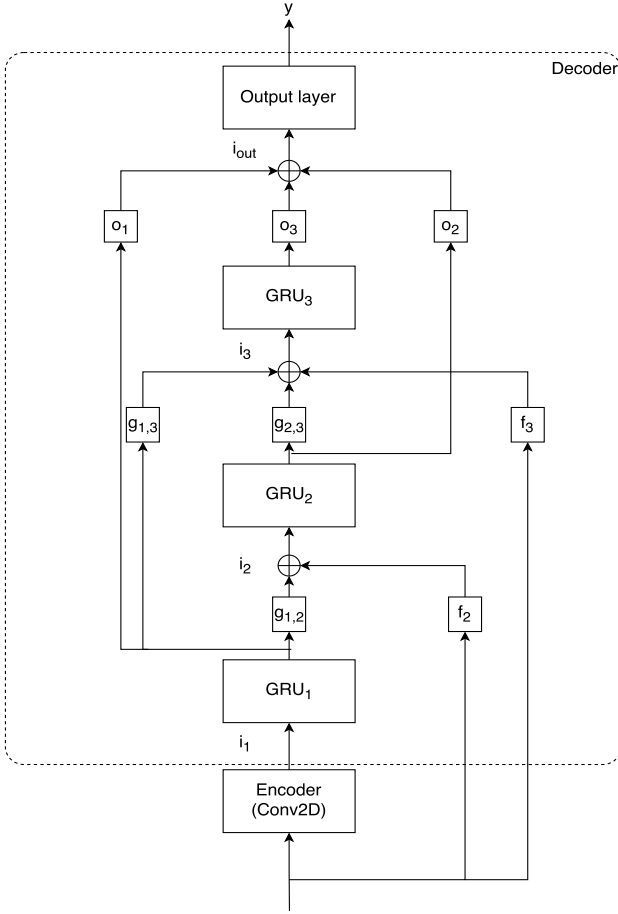 y
Decoder
Output layer
i_out
o_1
o_3
o_2
GRU_3
i_3
g_1,3
g_2,3
f_3
GRU_2
i_2
g_1,2
f_2
GRU_1
i_1
Encoder
(Conv2D)